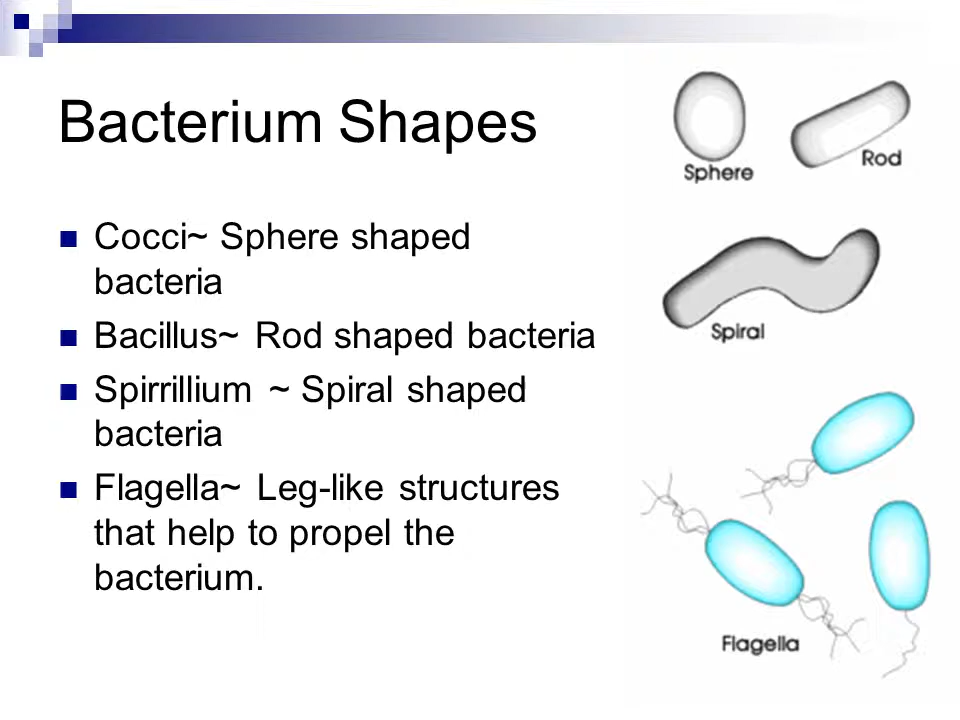 Bacterium Shapes
Cocci~ Sphere shaped
bacteria
Bacillus~ Rod shaped bacteria
Spirrillium ~ Spiral shaped
bacteria
Flagella~ Leg-like structures
that help to propel the
bacterium.
Sphere
Rod
Spiral
Flagella